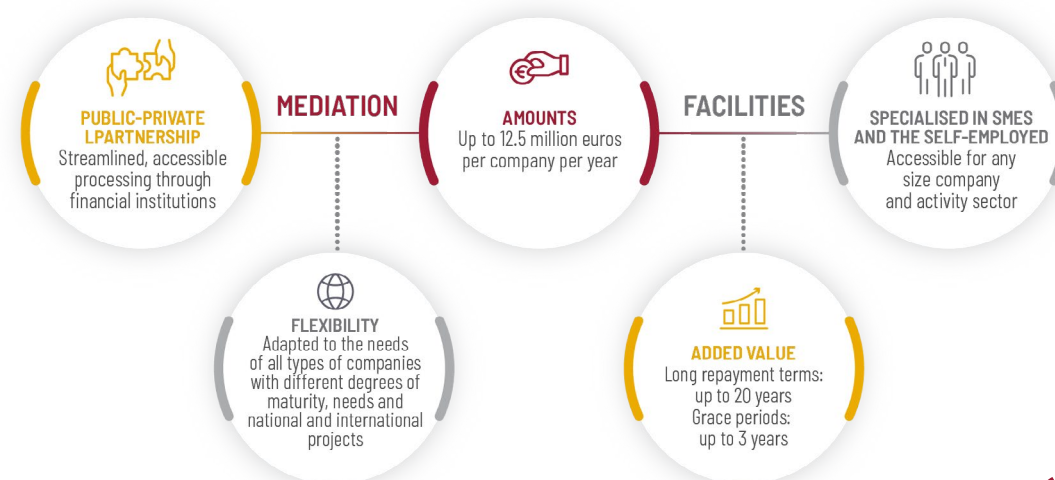 PUBLIC-PRIVATE
LPARTNERSHIP
Streamlined, accessible
processing through
financial institutions
MEDIATION
AMOUNTS
Up to 12.5 million euros
per company per year
FACILITIES
SPECIALISED IN SMES
AND THE SELF-EMPLOYED
Accessible for any
size company
and activity sector
FLEXIBILITY
Adapted to the needs
of all types of companies
with different degrees of
maturity, needs and
national and international
projects
ADDED VALUE
Long repayment terms:
up to 20 years
Grace periods:
up to 3 years